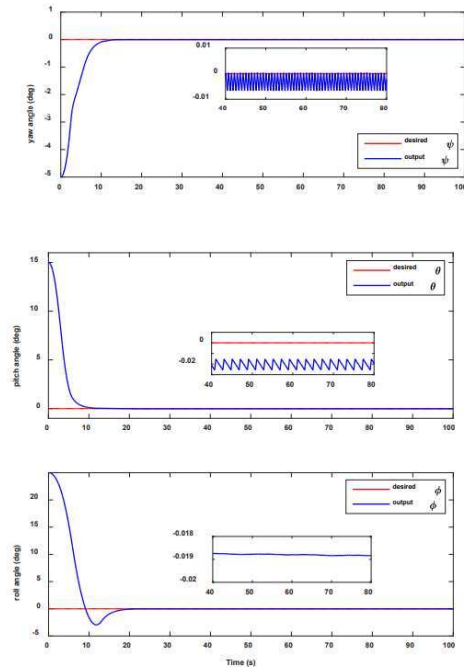 1
0
-1
-2
-3
-4
-5
yaw angle (deg)
0.01
0
-0.01
40 50 60 70 80
desired ψ
output ψ
0 10 20 30 40 50 60 70 80 90 100
15
10
5
0
pitch angle (deg)
desired θ
output θ
0
-0.02
40 50 60 70 80
0 10 20 30 40 50 60 70 80 90 100
20
15
10
5
0
-5
roll angle (deg)
desired ϕ
output ϕ
-0.018
-0.019
-0.02
40 50 60 70 80
0 10 20 30 40 50 60 70 80 90 100
Time (s)